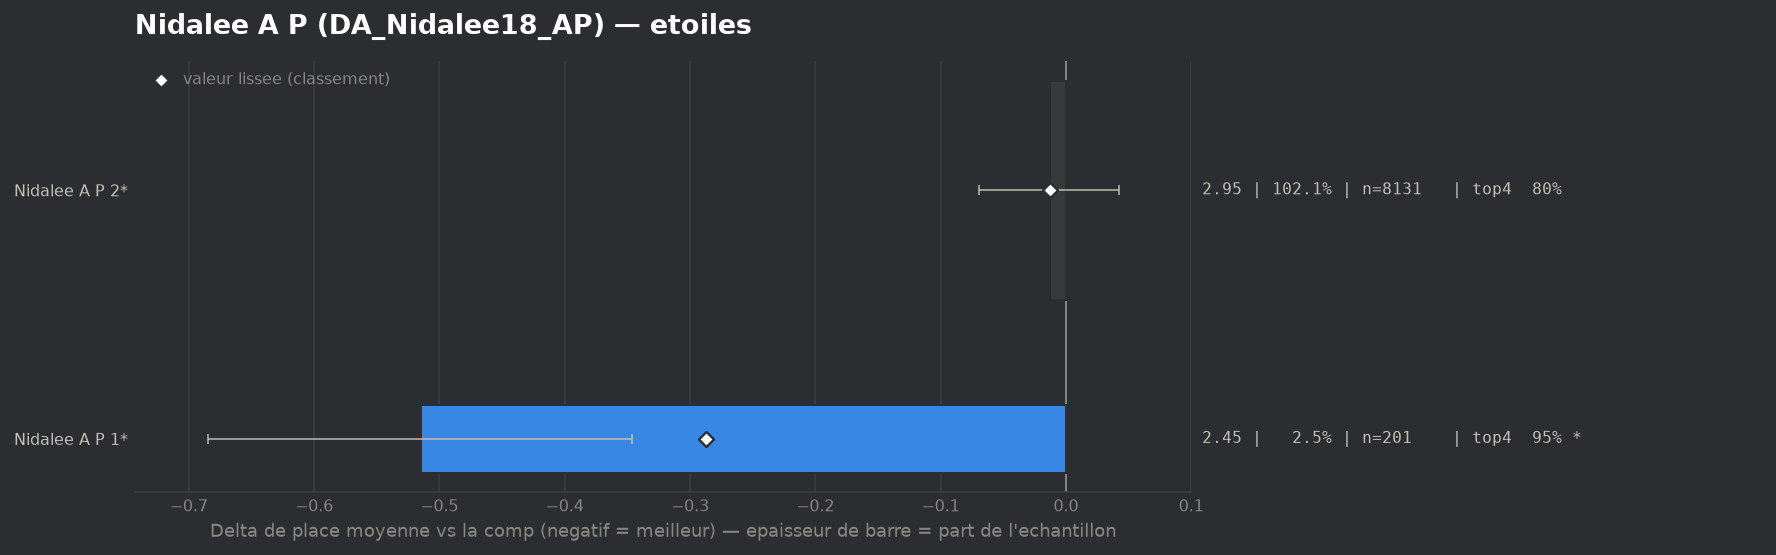 Nidalee A P (DA_Nidalee18_AP) — etoiles
valeur lissee (classement)
Nidalee A P 2*
2.95 | 102.1% | n=8131   | top4  80%
Nidalee A P 1*
2.45 |   2.5% | n=201    | top4  95% *
−0.7 −0.6 −0.5 −0.4 −0.3 −0.2 −0.1 0.0 0.1
Delta de place moyenne vs la comp (negatif = meilleur) — epaisseur de barre = part de l'echantillon